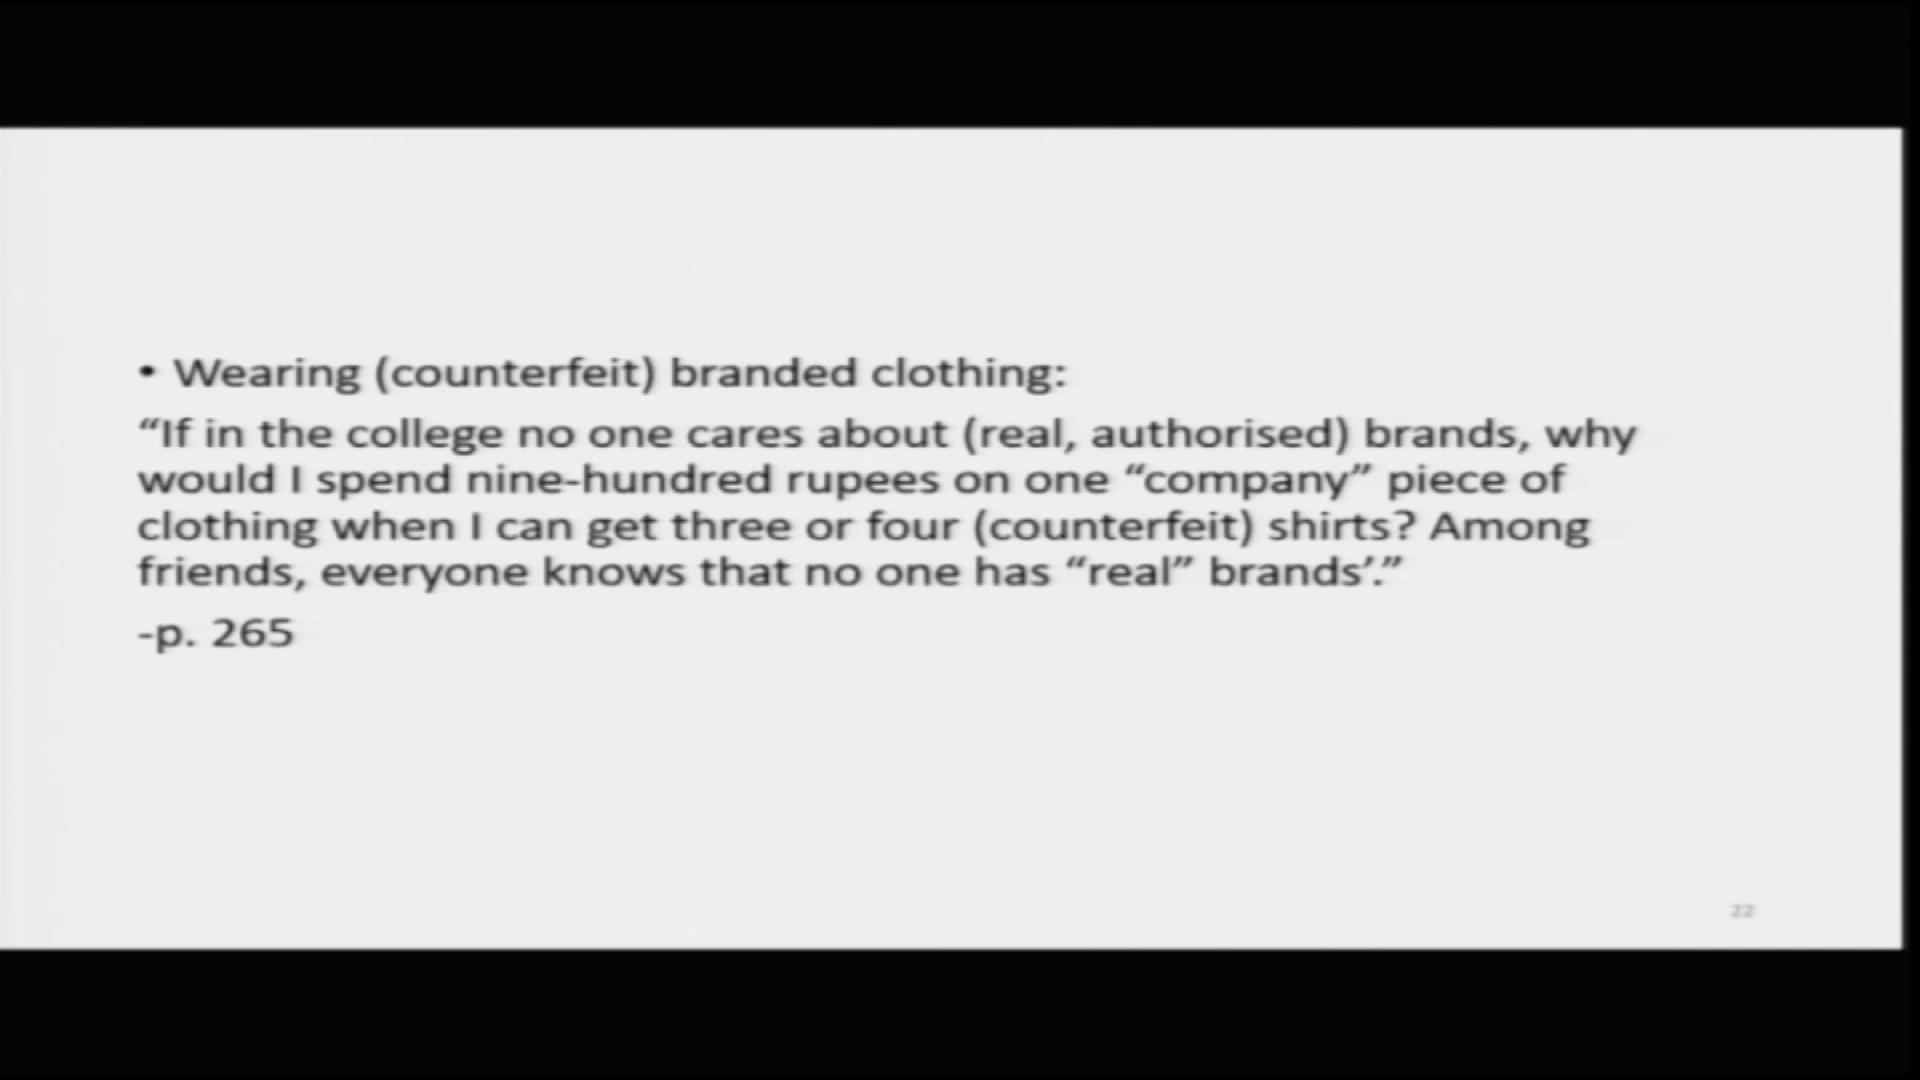 • Wearing (counterfeit) branded clothing:
“If in the college no one cares about (real, authorised) brands, why
would I spend nine-hundred rupees on one “company” piece of
clothing when I can get three or four (counterfeit) shirts? Among
friends, everyone knows that no one has “real” brands’.”
-p. 265
22